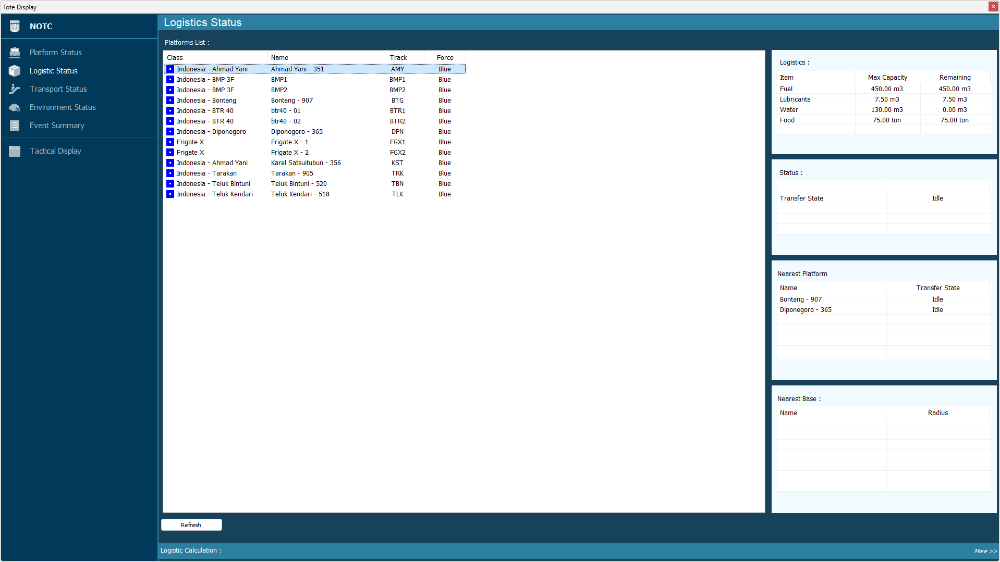 Tote Display
x
NOTC
Platform Status
Logistic Status
Transport Status
Environment Status
Event Summary
Tactical Display
Logistics Status
Platforms List :
Class Name Track Force
Indonesia - Ahmad Yani Ahmad Yani - 351 AMY Blue
Indonesia - BMP 3F BMP1 BMP1 Blue
Indonesia - BMP 3F BMP2 BMP2 Blue
Indonesia - Bontang Bontang - 907 BTG Blue
Indonesia - BTR 40 btr40 - 01 BTR1 Blue
Indonesia - BTR 40 btr40 - 02 BTR2 Blue
Indonesia - Diponegoro Diponegoro - 365 DPN Blue
Frigate X Frigate X - 1 FGX1 Blue
Frigate X Frigate X - 2 FGX2 Blue
Indonesia - Ahmad Yani Karel Satsuitubun - 356 KST Blue
Indonesia - Tarakan Tarakan - 905 TRK Blue
Indonesia - Teluk Bintuni Teluk Bintuni - 520 TBN Blue
Indonesia - Teluk Kendari Teluk Kendari - 518 TLK Blue
Refresh
Logistics :
Item Max Capacity Remaining
Fuel 450.00 m3 450.00 m3
Lubricants 7.50 m3 7.50 m3
Water 130.00 m3 0.00 m3
Food 75.00 ton 75.00 ton
Status :
Transfer State Idle
Nearest Platform
Name Transfer State
Bontang - 907 Idle
Diponegoro - 365 Idle
Nearest Base :
Name Radius
Logistic Calculation :
More >>